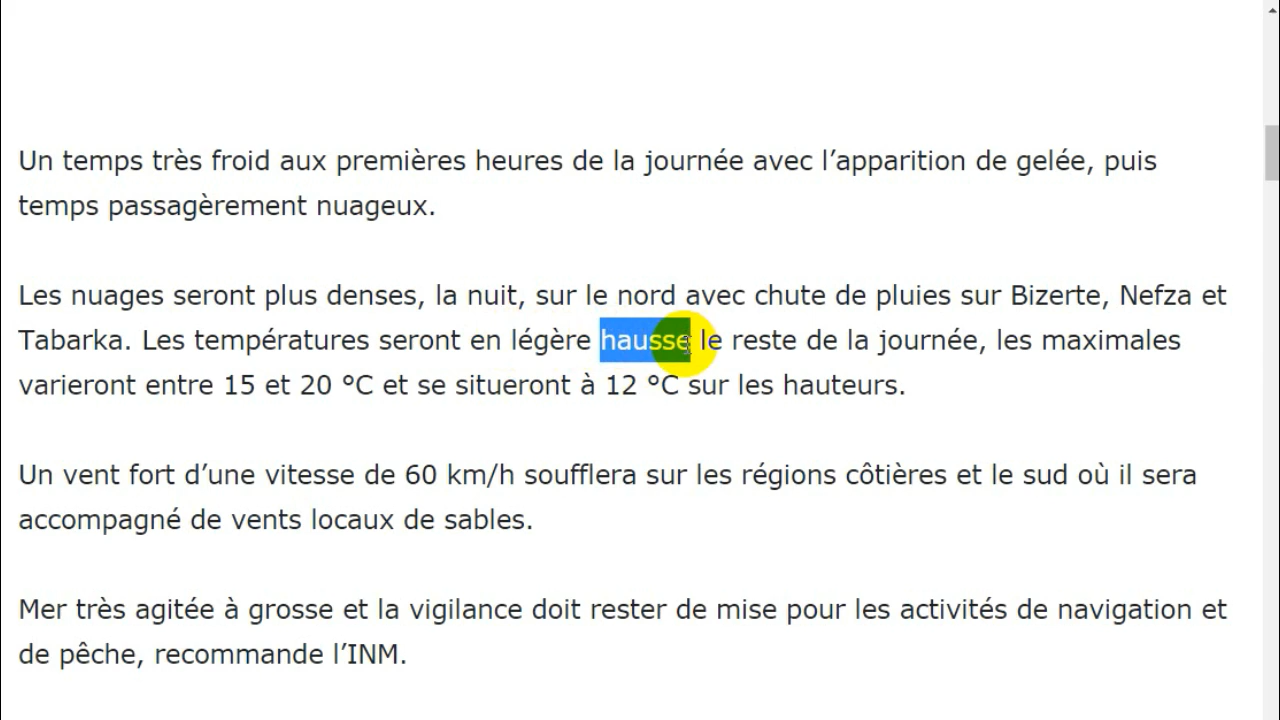 Un temps très froid aux premières heures de la journée avec l’apparition de gelée, puis
temps passagèrement nuageux.
Les nuages seront plus denses, la nuit, sur le nord avec chute de pluies sur Bizerte, Nefza et
Tabarka. Les températures seront en légère hausse le reste de la journée, les maximales
varieront entre 15 et 20 °C et se situeront à 12 °C sur les hauteurs.
Un vent fort d’une vitesse de 60 km/h soufflera sur les régions côtières et le sud où il sera
accompagné de vents locaux de sables.
Mer très agitée à grosse et la vigilance doit rester de mise pour les activités de navigation et
de pêche, recommande l’INM.